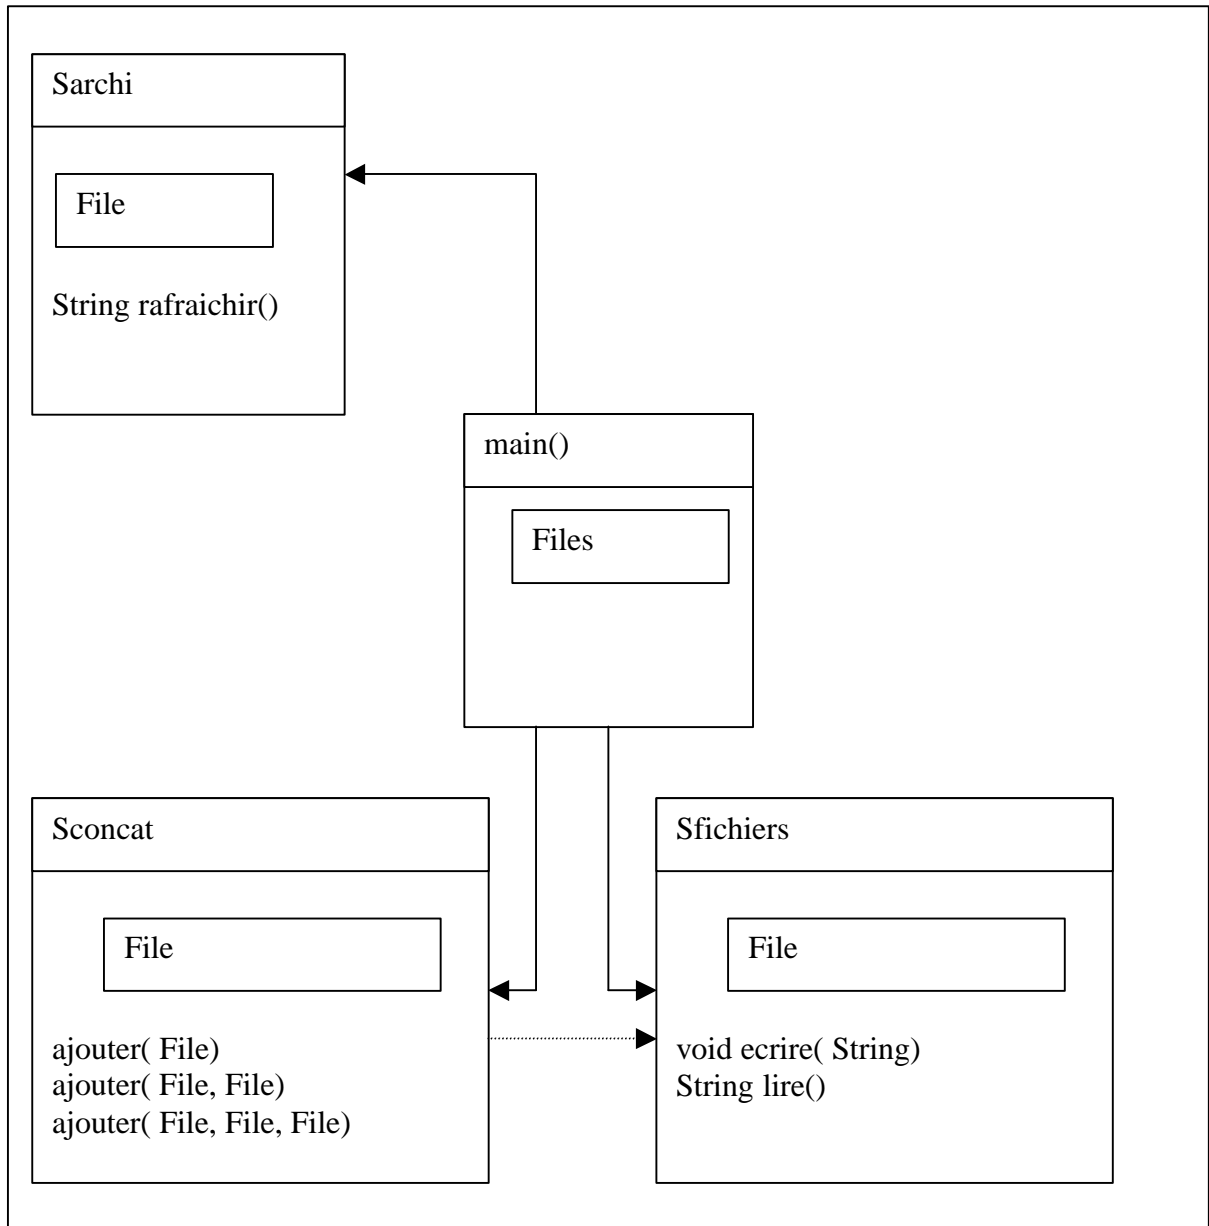 Sarchi
File
String rafraichir()
main()
Files
Sconcat
File
ajouter( File)
ajouter( File, File)
ajouter( File, File, File)
Sfichiers
File
void ecrire( String)
String lire()